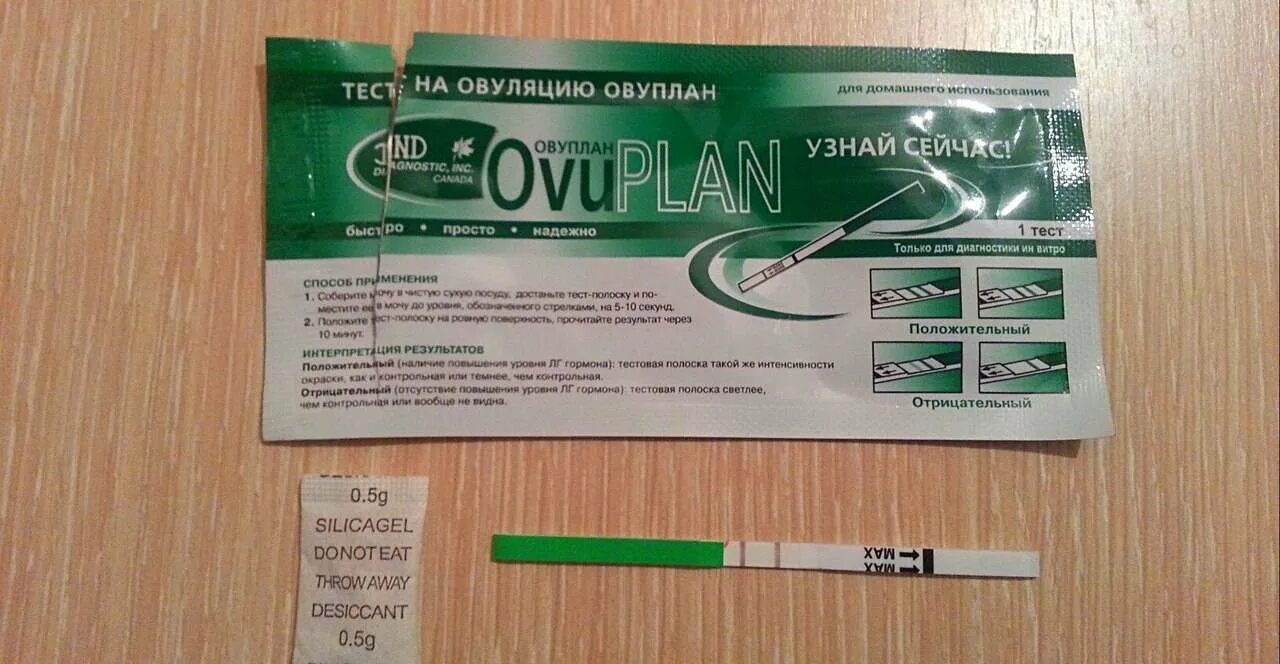 ТЕСТ НА ОВУЛЯЦИЮ ОВУПЛАН
для домашнего использования
IND
DIAGNOSTIC, INC.
CANADA
ОВУПЛАН
OvuPLAN
УЗНАЙ СЕЙЧАС!
быстро • просто • надежно
1 тест
Только для диагностики ин витро
СПОСОБ ПРИМЕНЕНИЯ
1. Соберите мочу в чистую сухую посуду, достаньте тест-полоску и по-
местите ее в мочу до уровня, обозначенного стрелками, на 5-10 секунд.
2. Положите тест-полоску на ровную поверхность, прочитайте результат через
10 минут.
ИНТЕРПРЕТАЦИЯ РЕЗУЛЬТАТОВ
Положительный (наличие повышения уровня ЛГ гормона): тестовая полоска такой же интенсивности
окраски, как и контрольная или темнее, чем контрольная.
Отрицательный (отсутствие повышения уровня ЛГ гормона): тестовая полоска светлее,
чем контрольная или вообще не видна.
Положительный
Отрицательный
0.5g
SILICAGEL
DO NOT EAT
THROW AWAY
DESICCANT
0.5g
MAX
MAX